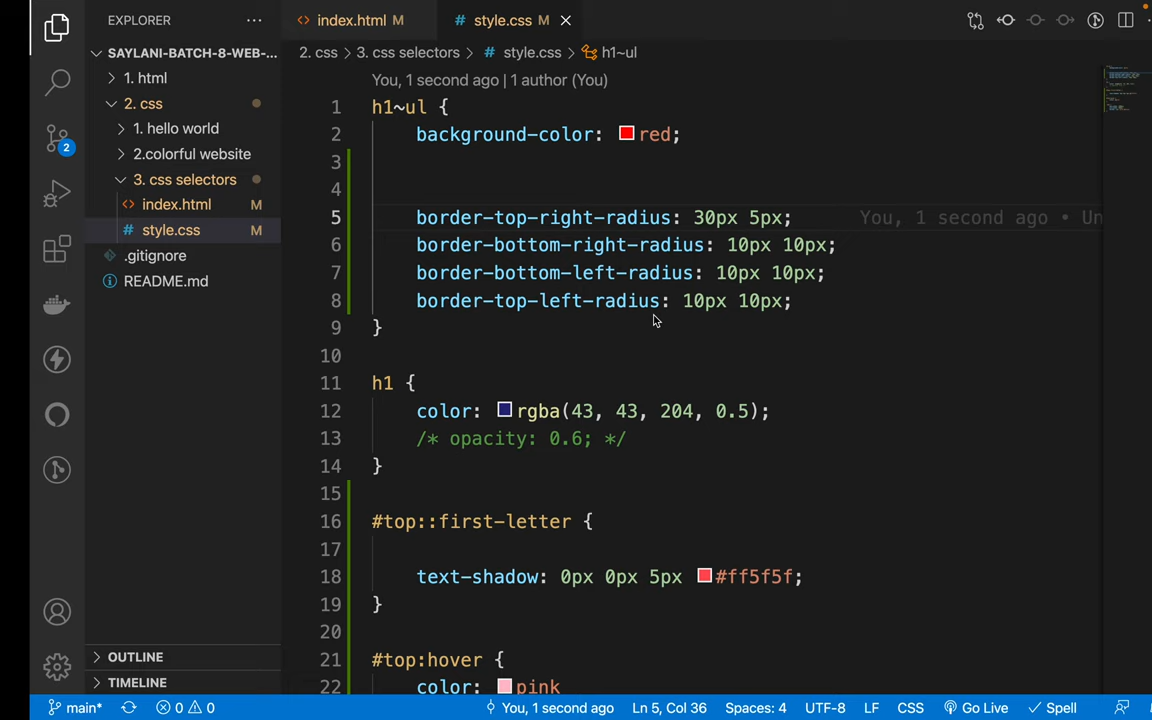 EXPLORER
index.html M
# style.css M
SAYLANI-BATCH-8-WEB-...
1. html
2. css
1. hello world
2.colorful website
3. css selectors
index.html M
# style.css M
.gitignore
README.md
2
OUTLINE
TIMELINE
2. css > 3. css selectors > # style.css > h1~ul
You, 1 second ago | 1 author (You)
1 h1~ul {
2 background-color: red;
3
4
5 border-top-right-radius: 30px 5px; You, 1 second ago • Un
6 border-bottom-right-radius: 10px 10px;
7 border-bottom-left-radius: 10px 10px;
8 border-top-left-radius: 10px 10px;
9 }
10
11 h1 {
12 color: rgba(43, 43, 204, 0.5);
13 /* opacity: 0.6; */
14 }
15
16 #top::first-letter {
17
18 text-shadow: 0px 0px 5px #ff5f5f;
19 }
20
21 #top:hover {
22 color: pink
main* 0 0 You, 1 second ago Ln 5, Col 36 Spaces: 4 UTF-8 LF CSS Go Live Spell